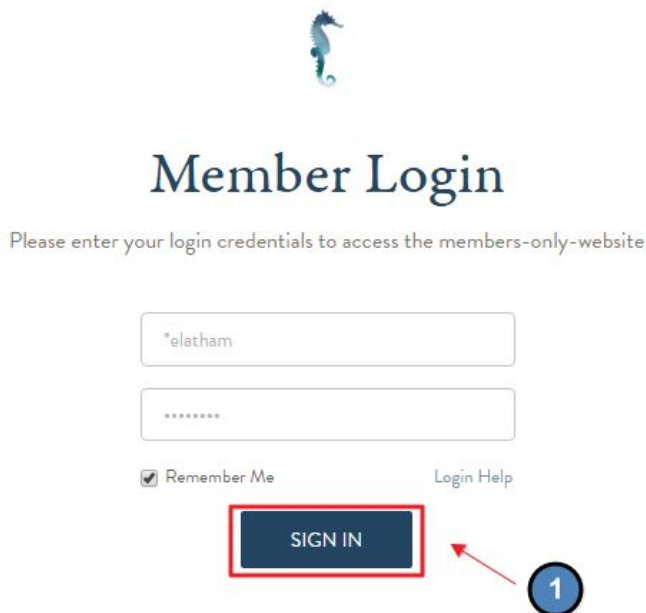 Member Login
Please enter your login credentials to access the members-only-website
*elatham
••••••••
Remember Me Login Help
SIGN IN
1